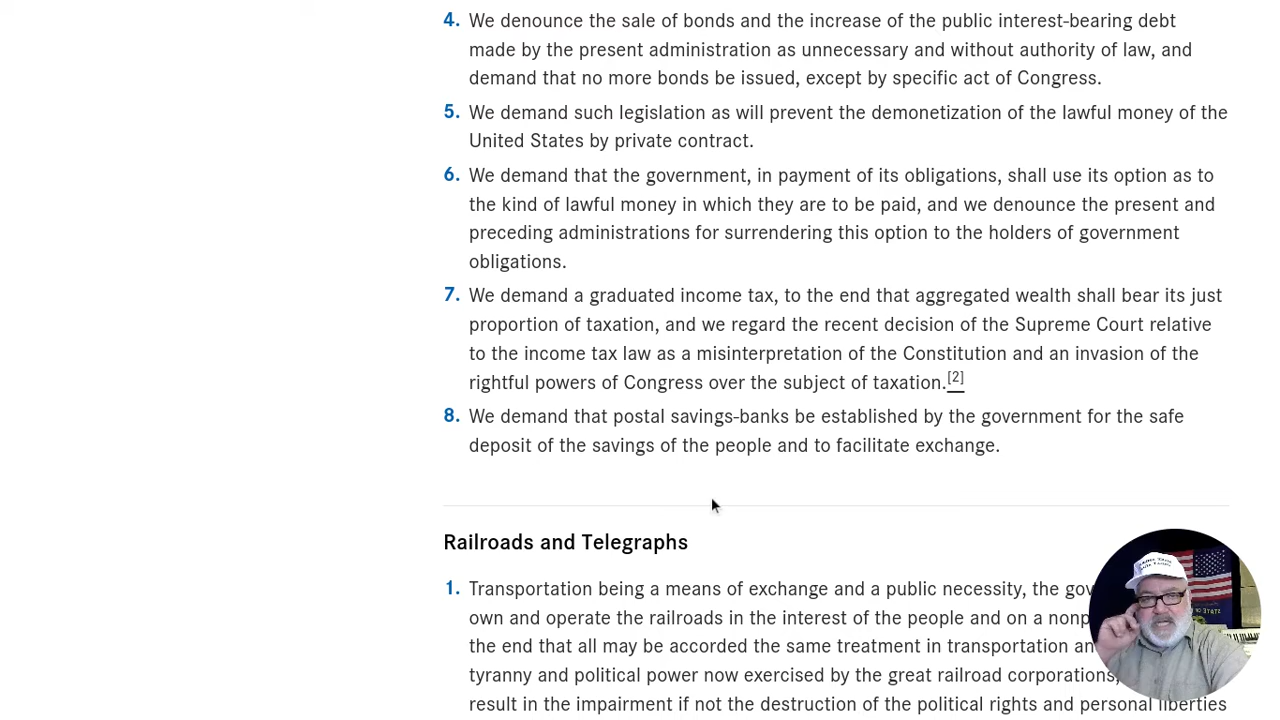 4. We denounce the sale of bonds and the increase of the public interest-bearing debt
made by the present administration as unnecessary and without authority of law, and
demand that no more bonds be issued, except by specific act of Congress.
5. We demand such legislation as will prevent the demonetization of the lawful money of the
United States by private contract.
6. We demand that the government, in payment of its obligations, shall use its option as to
the kind of lawful money in which they are to be paid, and we denounce the present and
preceding administrations for surrendering this option to the holders of government
obligations.
7. We demand a graduated income tax, to the end that aggregated wealth shall bear its just
proportion of taxation, and we regard the recent decision of the Supreme Court relative
to the income tax law as a misinterpretation of the Constitution and an invasion of the
rightful powers of Congress over the subject of taxation.[2]
8. We demand that postal savings-banks be established by the government for the safe
deposit of the savings of the people and to facilitate exchange.
Railroads and Telegraphs
1. Transportation being a means of exchange and a public necessity, the gov
own and operate the railroads in the interest of the people and on a nonp
the end that all may be accorded the same treatment in transportation an
tyranny and political power now exercised by the great railroad corporations,
result in the impairment if not the destruction of the political rights and personal liberties